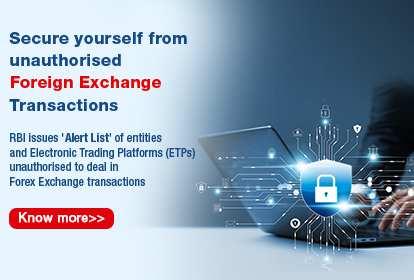 Secure yourself from
unauthorised
Foreign Exchange
Transactions
RBI issues 'Alert List' of entities
and Electronic Trading Platforms (ETPs)
unauthorised to deal in
Forex Exchange transactions
Know more>>